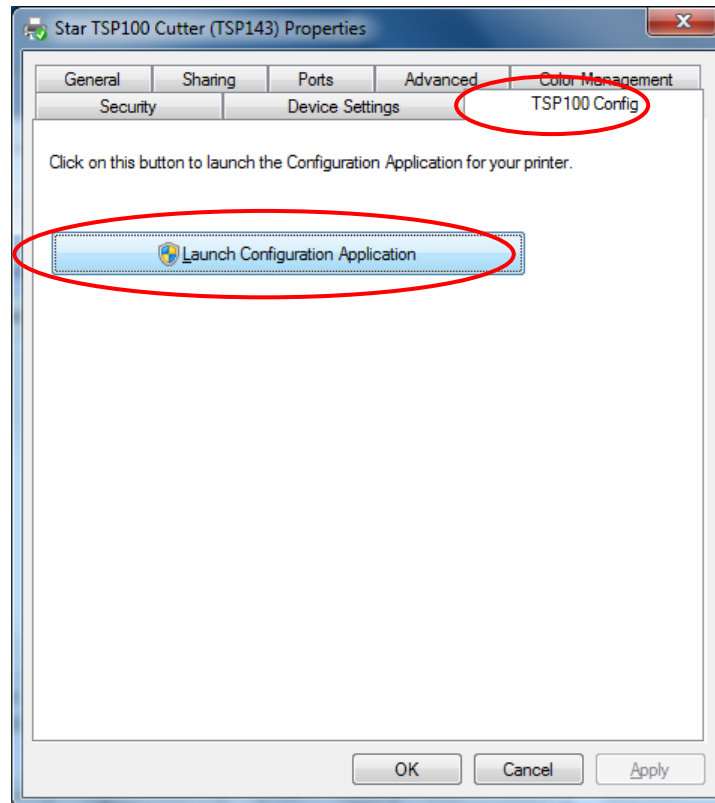 Star TSP100 Cutter (TSP143) Properties
General Sharing Ports Advanced Color Management
Security Device Settings TSP100 Config
Click on this button to launch the Configuration Application for your printer.
Launch Configuration Application
OK Cancel Apply